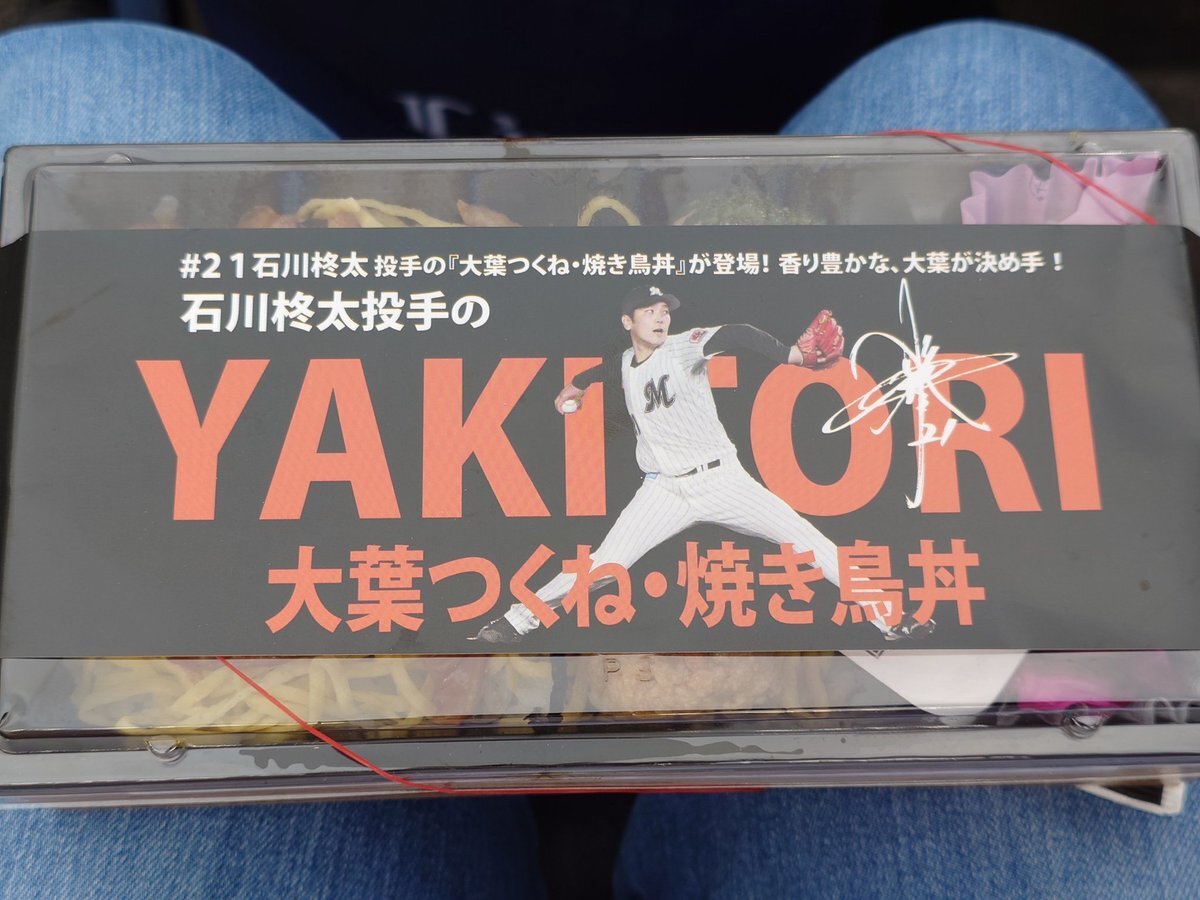 #21石川柊太 投手の『大葉つくね・焼き鳥丼』が登場! 香り豊かな、大葉が決め手!
石川柊太投手の
YAKITORI
M
21
大葉つくね・焼き鳥丼
PS